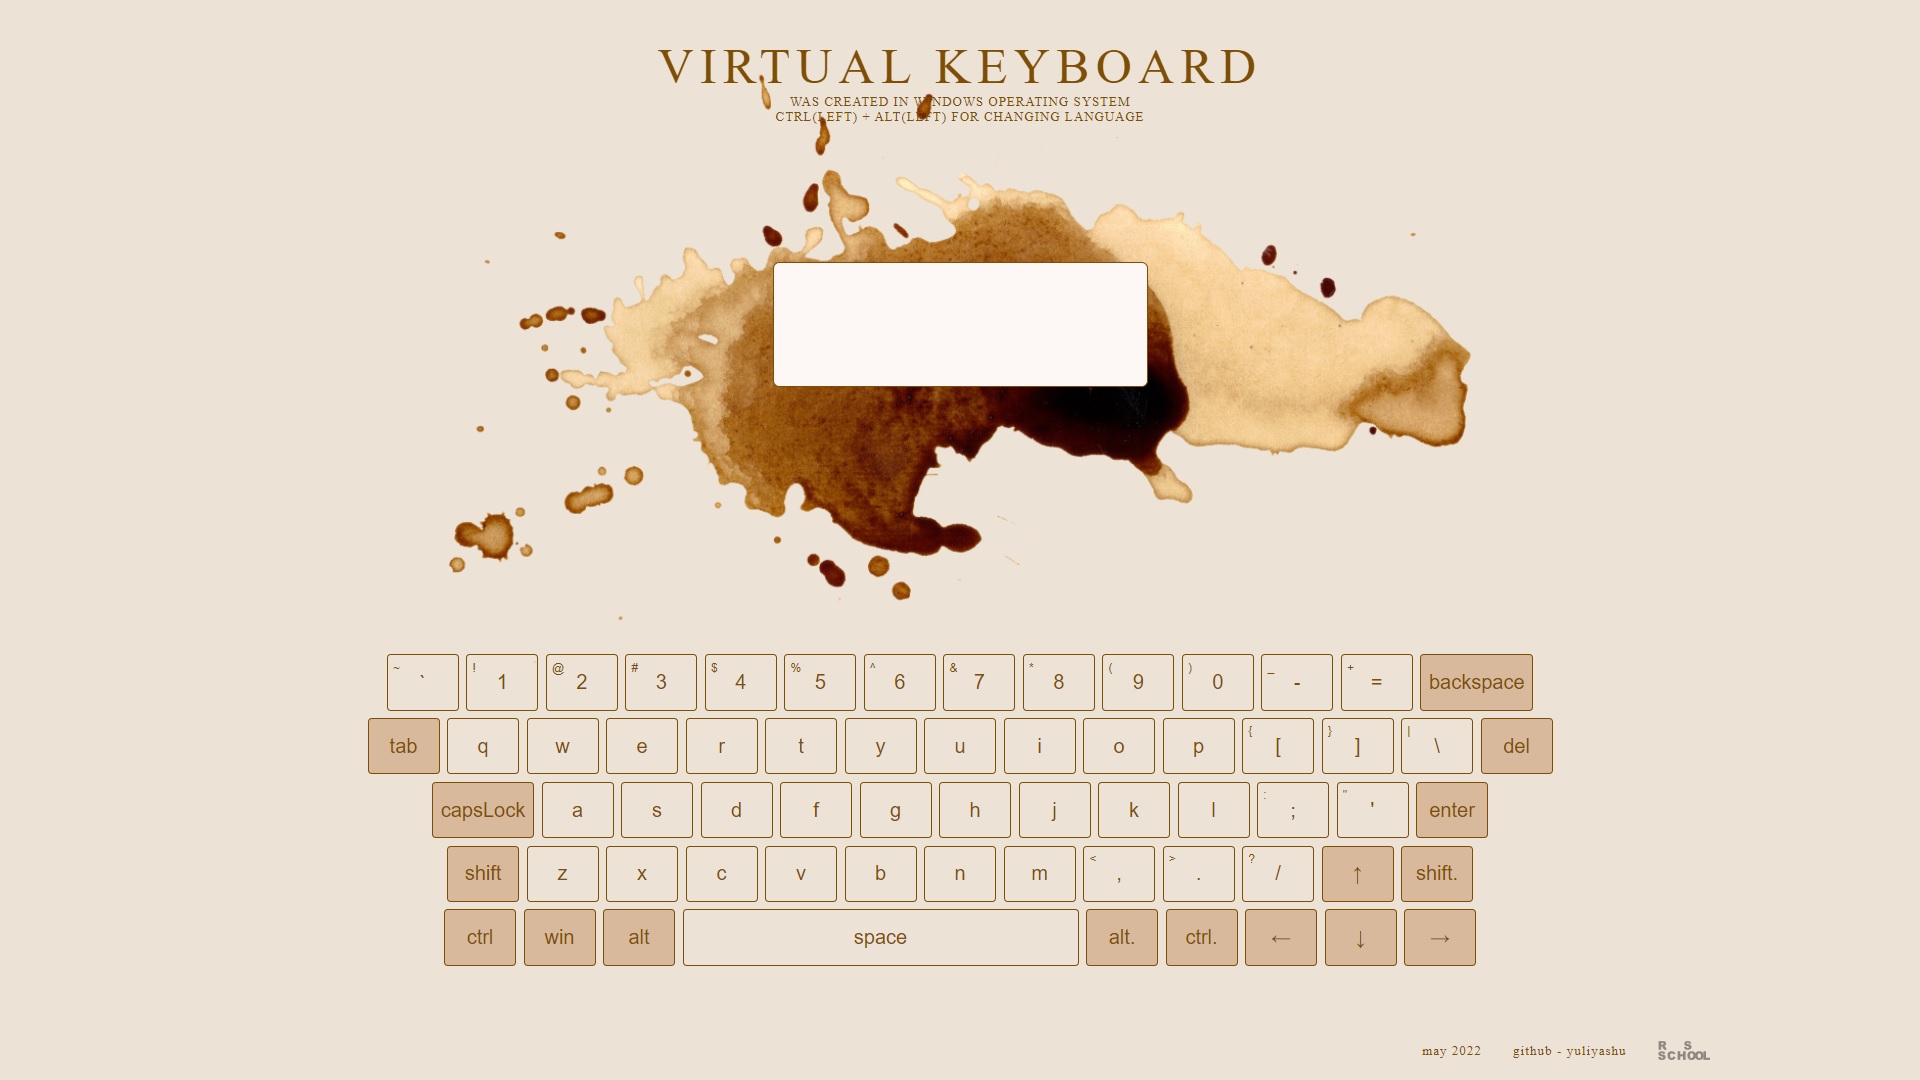 VIRTUAL KEYBOARD
WAS CREATED IN WINDOWS OPERATING SYSTEM
CTRL(LEFT) + ALT(LEFT) FOR CHANGING LANGUAGE
~ ` ! 1 @ 2 # 3 $ 4 % 5 ^ 6 & 7 * 8 ( 9 ) 0 _ - + = backspace
tab q w e r t y u i o p { [ } ] | \ del
capsLock a s d f g h j k l : ; " ' enter
shift z x c v b n m < , > . ? / ↑ shift.
ctrl win alt space alt. ctrl. ← ↓ →
may 2022 github - yuliyashu RS SCHOOL